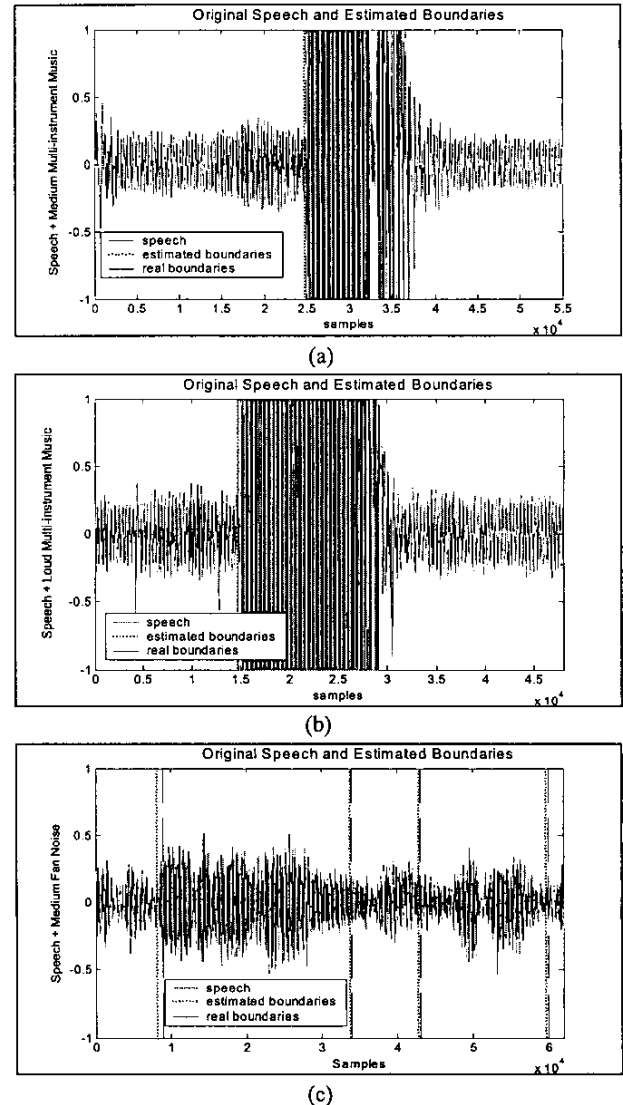 Original Speech and Estimated Boundaries
Speech + Medium Multi-instrument Music
1
0.5
0
-0.5
-1
speech
estimated boundaries
real boundaries
0 0.5 1 1.5 2 2.5 3 3.5 4 4.5 5 5.5
samples
x 10^4
(a)
Original Speech and Estimated Boundaries
Speech + Loud Multi-instrument Music
1
0.5
0
-0.5
-1
speech
estimated boundaries
real boundaries
0 0.5 1 1.5 2 2.5 3 3.5 4 4.5
samples
x 10^4
(b)
Original Speech and Estimated Boundaries
Speech + Medium Fan Noise
1
0.5
0
-0.5
-1
speech
estimated boundaries
real boundaries
0 1 2 3 4 5 6
Samples
x 10^4
(c)